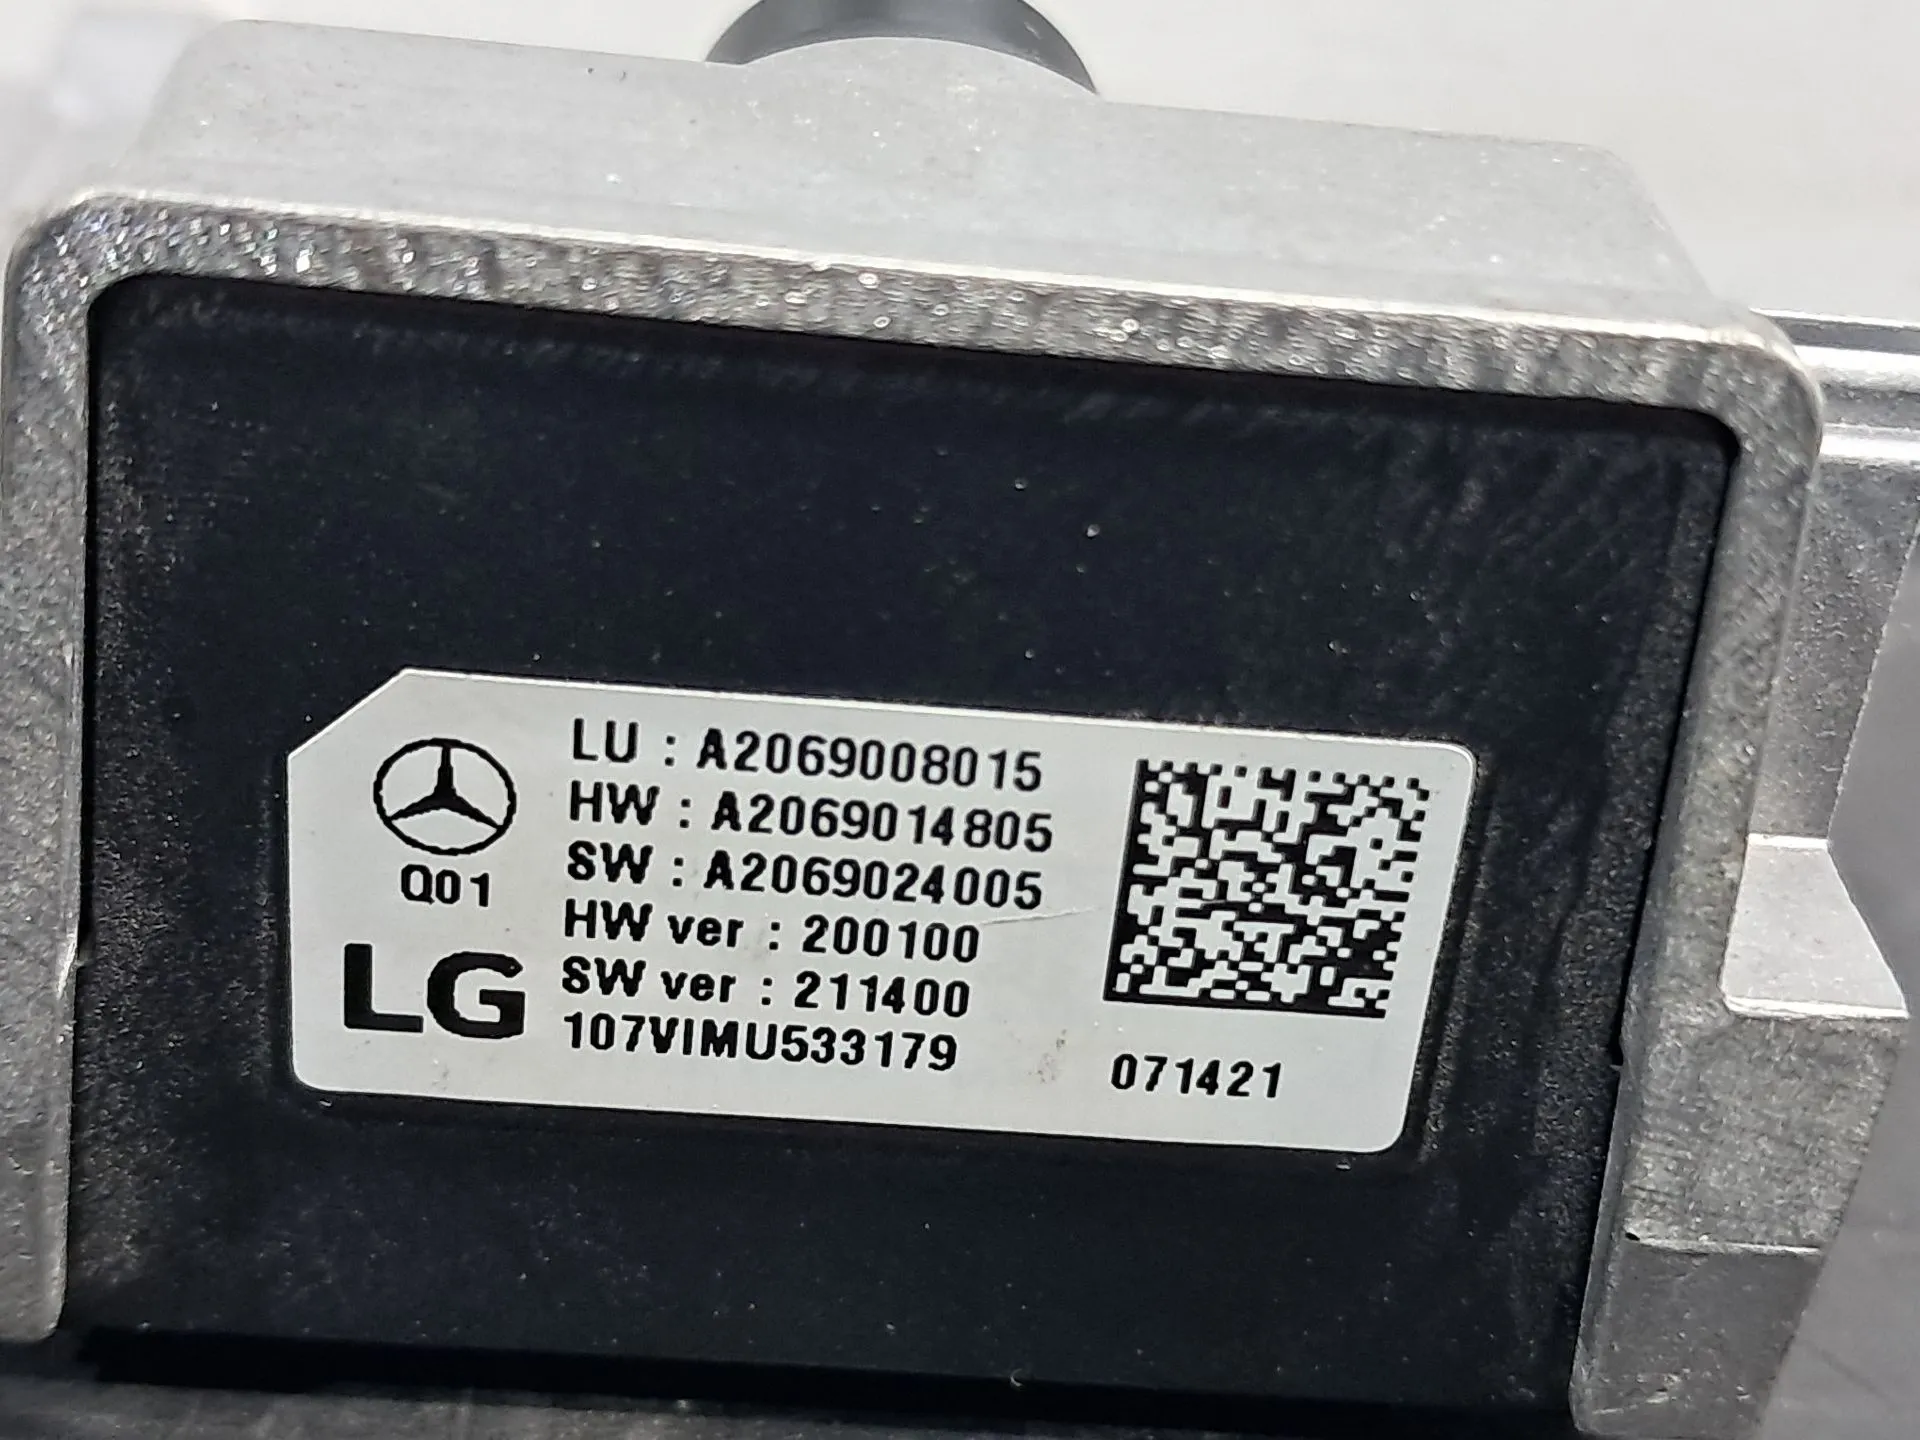 LU : A2069008015
HW : A2069014805
SW : A2069024005
HW ver : 200100
SW ver : 211400
107VIMU533179
Q01
LG
071421